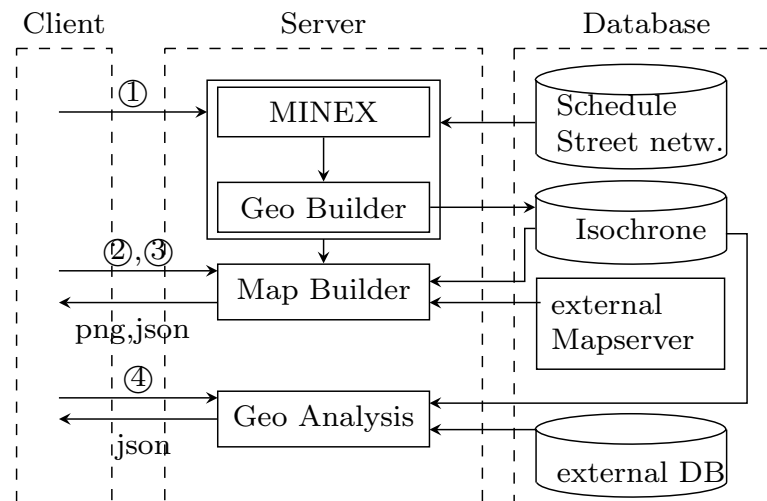 Client
Server
Database
①
MINEX
Schedule
Street netw.
Geo Builder
Isochrone
②,③
Map Builder
external
Mapserver
png,json
④
Geo Analysis
json
external DB